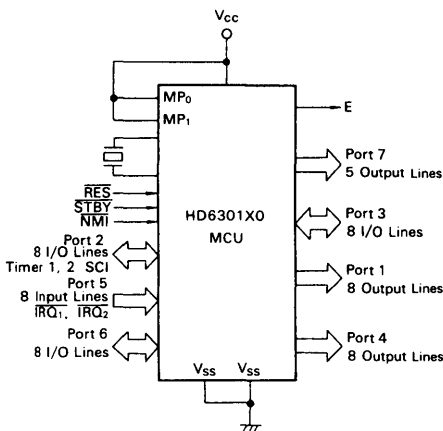 Vcc
MP0
MP1
E
Port 7
5 Output Lines
RES
STBY
NMI
HD6301X0
MCU
Port 3
8 I/O Lines
Port 2
8 I/O Lines
Timer 1, 2 SCI
Port 5
8 Input Lines
IRQ1, IRQ2
Port 1
8 Output Lines
Port 6
8 I/O Lines
Port 4
8 Output Lines
Vss Vss